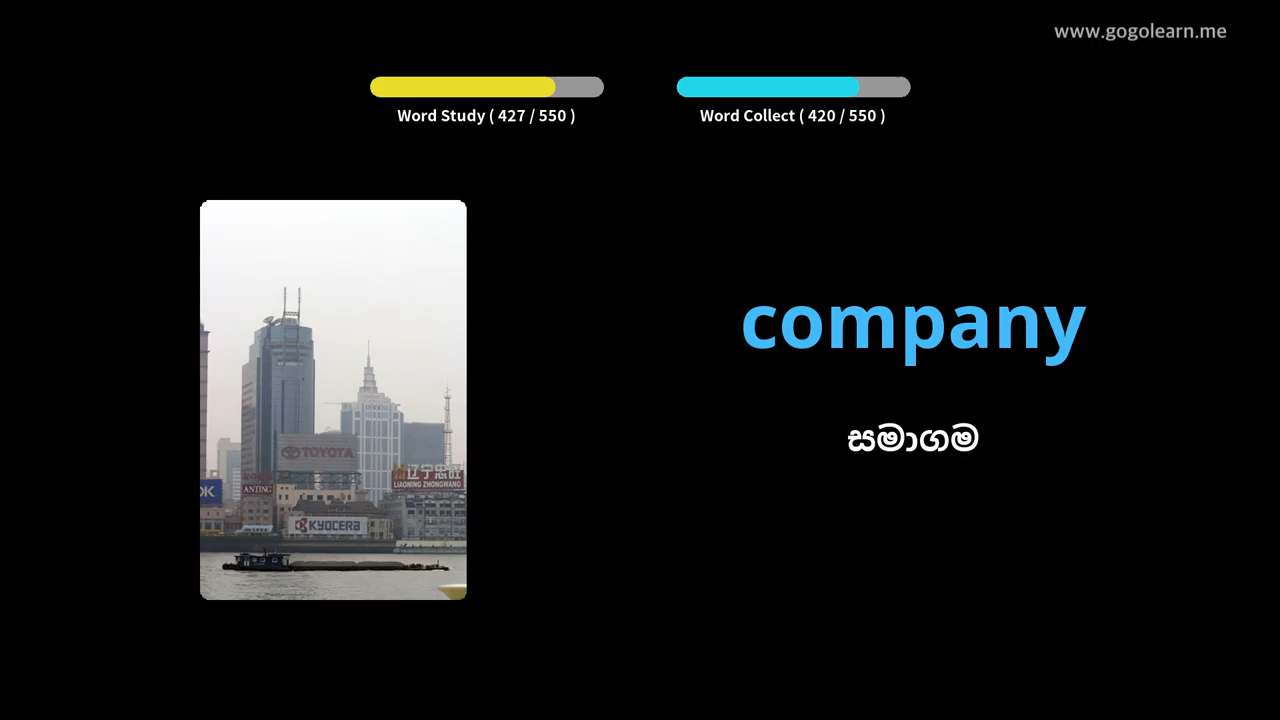 www.gogolearn.me
Word Study ( 427 / 550 )
Word Collect ( 420 / 550 )
company
සමාගම
TOYOTA
辽宁忠旺
LIAONING ZHONGWANG
OK
ANTING
KYOCERA